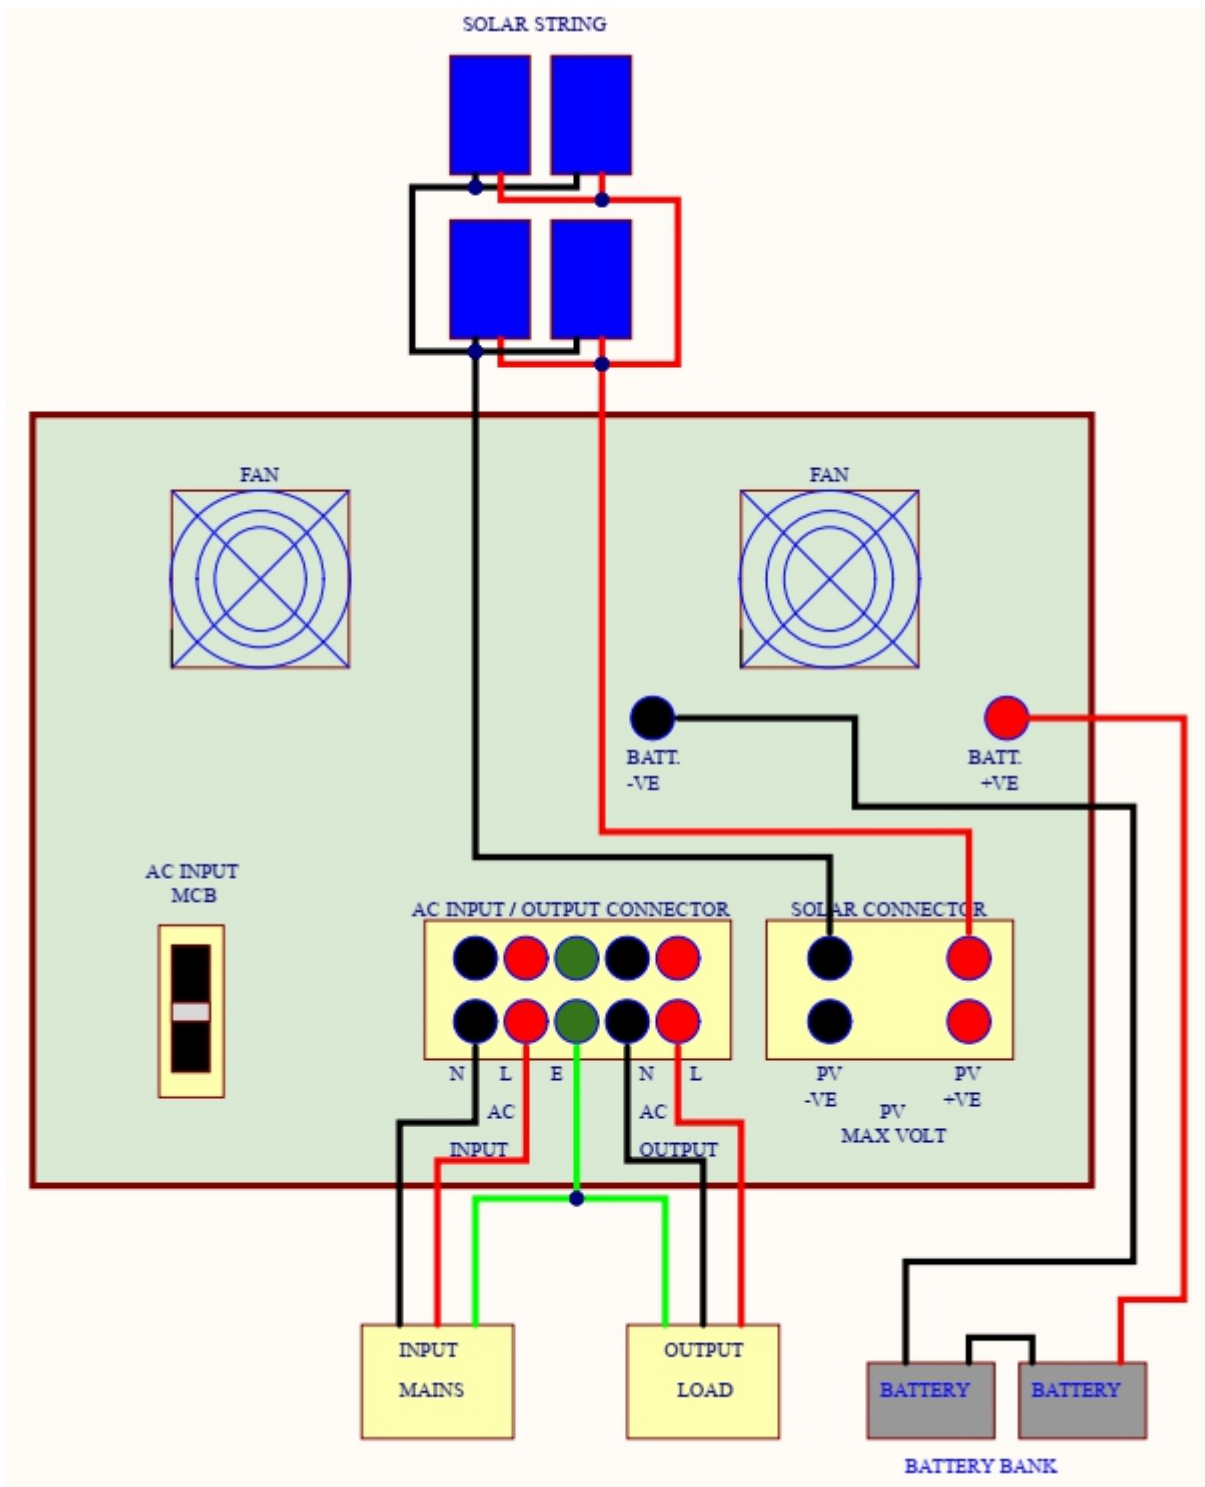 SOLAR STRING
FAN
FAN
BATT.
-VE
BATT.
+VE
AC INPUT
MCB
AC INPUT / OUTPUT CONNECTOR
SOLAR CONNECTOR
N L E N L
AC
INPUT
AC
OUTPUT
PV
-VE
PV
+VE
PV
MAX VOLT
INPUT
MAINS
OUTPUT
LOAD
BATTERY
BATTERY
BATTERY BANK